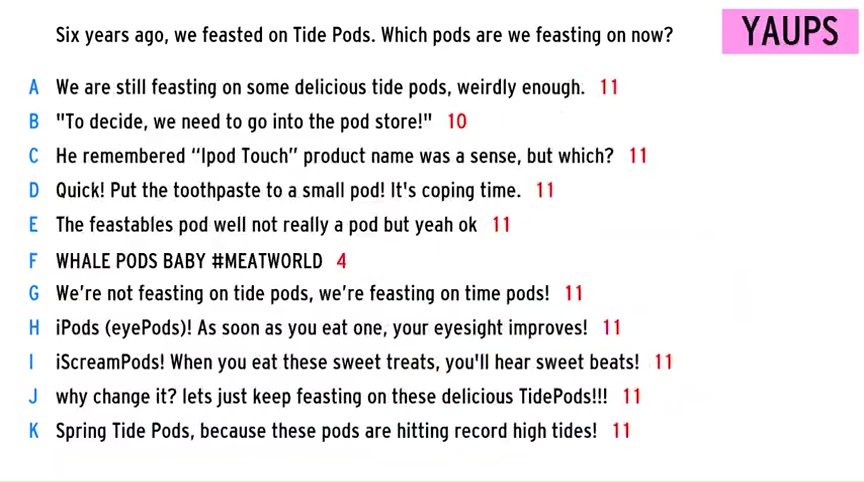 Six years ago, we feasted on Tide Pods. Which pods are we feasting on now?
YAUPS
A We are still feasting on some delicious tide pods, weirdly enough. 11
B "To decide, we need to go into the pod store!" 10
C He remembered “Ipod Touch” product name was a sense, but which? 11
D Quick! Put the toothpaste to a small pod! It's coping time. 11
E The feastables pod well not really a pod but yeah ok 11
F WHALE PODS BABY #MEATWORLD 4
G We’re not feasting on tide pods, we’re feasting on time pods! 11
H iPods (eyePods)! As soon as you eat one, your eyesight improves! 11
I iScreamPods! When you eat these sweet treats, you'll hear sweet beats! 11
J why change it? lets just keep feasting on these delicious TidePods!!! 11
K Spring Tide Pods, because these pods are hitting record high tides! 11